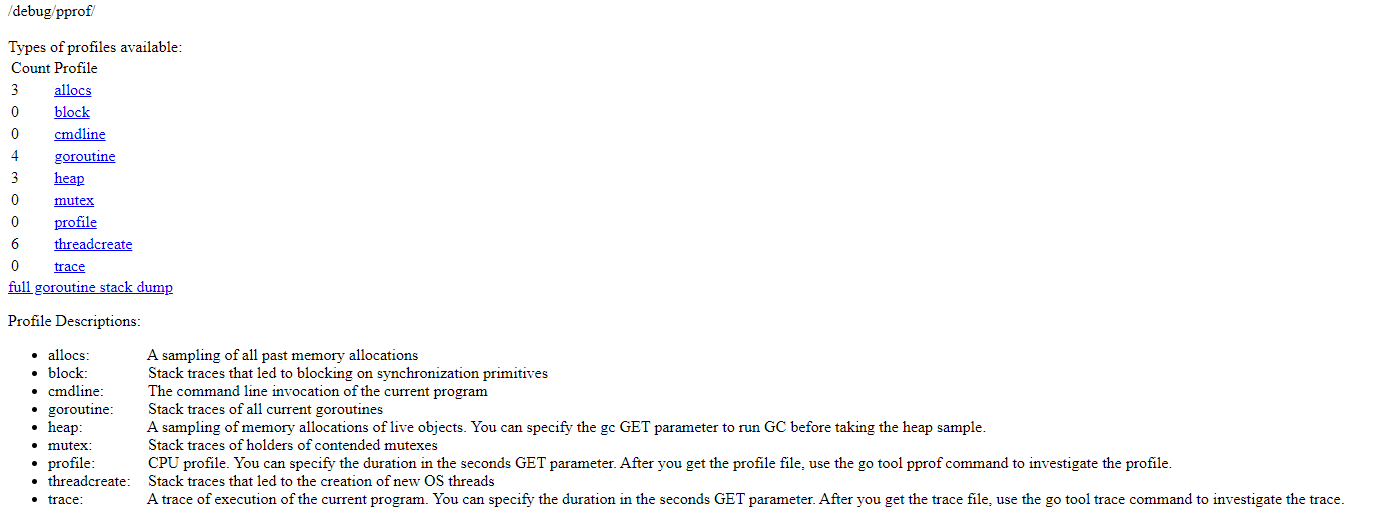 /debug/pprof/
Types of profiles available:
Count Profile
3 allocs
0 block
0 cmdline
4 goroutine
3 heap
0 mutex
0 profile
6 threadcreate
0 trace
full goroutine stack dump
Profile Descriptions:
• allocs: A sampling of all past memory allocations
• block: Stack traces that led to blocking on synchronization primitives
• cmdline: The command line invocation of the current program
• goroutine: Stack traces of all current goroutines
• heap: A sampling of memory allocations of live objects. You can specify the gc GET parameter to run GC before taking the heap sample.
• mutex: Stack traces of holders of contended mutexes
• profile: CPU profile. You can specify the duration in the seconds GET parameter. After you get the profile file, use the go tool pprof command to investigate the profile.
• threadcreate: Stack traces that led to the creation of new OS threads
• trace: A trace of execution of the current program. You can specify the duration in the seconds GET parameter. After you get the trace file, use the go tool trace command to investigate the trace.